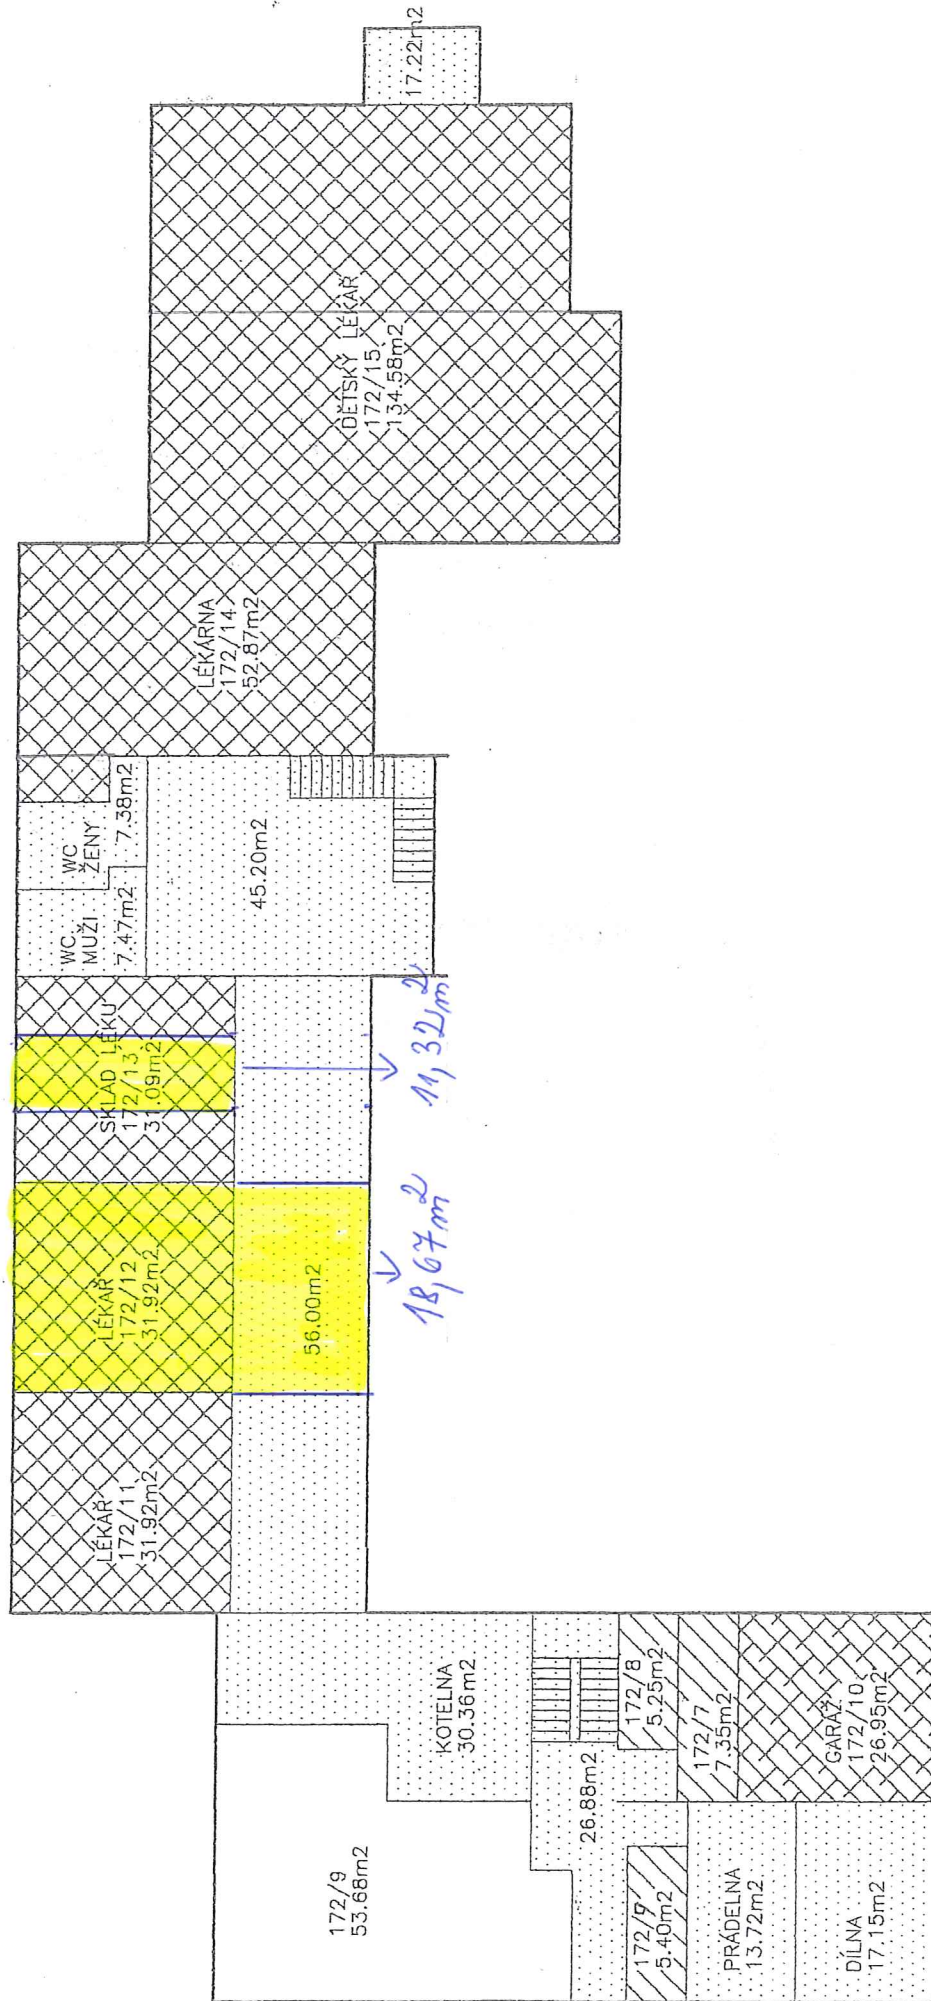 17.22m2
DĚTSKÝ LÉKAŘ
172/15
134.58m2
LÉKÁRNA
172/14
52.87m2
WC
ŽENY
7.38m2
WC
MUŽI
7.47m2
45.20m2
SKLAD LÉKU
172/13
31.09m2
11,32m2
LÉKAŘ
172/12
31.92m2
56.00m2
18,67m2
LÉKAŘ
172/11
31.92m2
KOTELNA
30.36m2
172/9
53.68m2
26.88m2
172/8
5.25m2
172/7
7.35m2
GARÁŽ
172/10
26.95m2
172/9
5.40m2
PRÁDELNA
13.72m2
DÍLNA
17.15m2